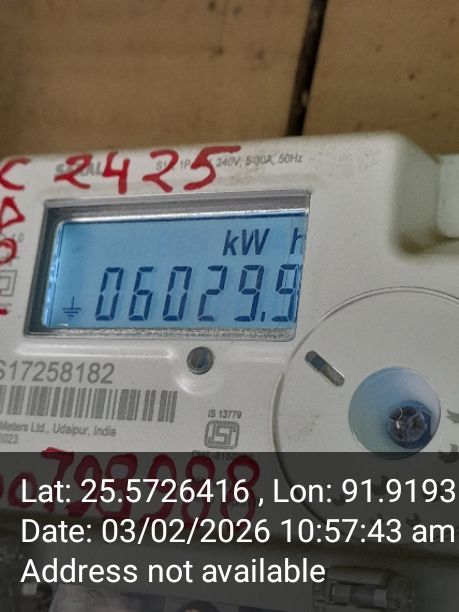 C 2425
240V, 5-30A, 50Hz
kW h
06029.9
S17258182
Meters Ltd., Udaipur, India
2023
IS 13779
Lat: 25.5726416 , Lon: 91.9193
Date: 03/02/2026 10:57:43 am
Address not available